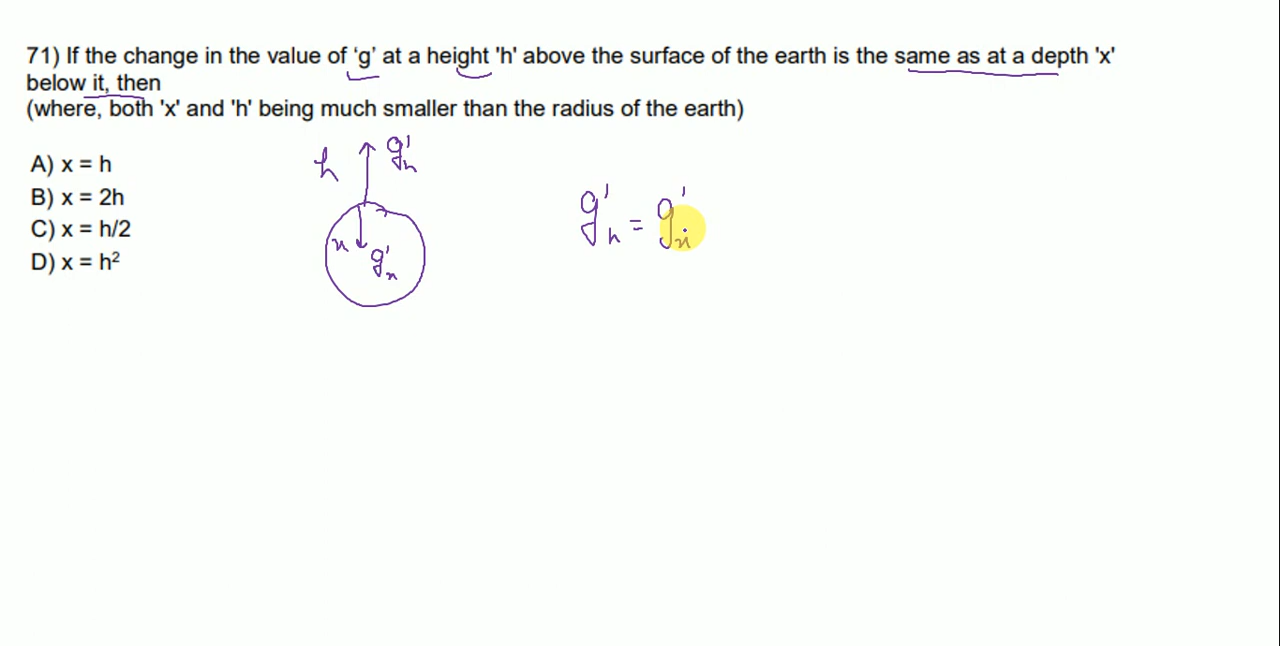 71) If the change in the value of 'g' at a height 'h' above the surface of the earth is the same as at a depth 'x'
below it, then
(where, both 'x' and 'h' being much smaller than the radius of the earth)
A) x = h
B) x = 2h
C) x = h/2
D) x = h²
h g'h
x g'x
g'h = g'x